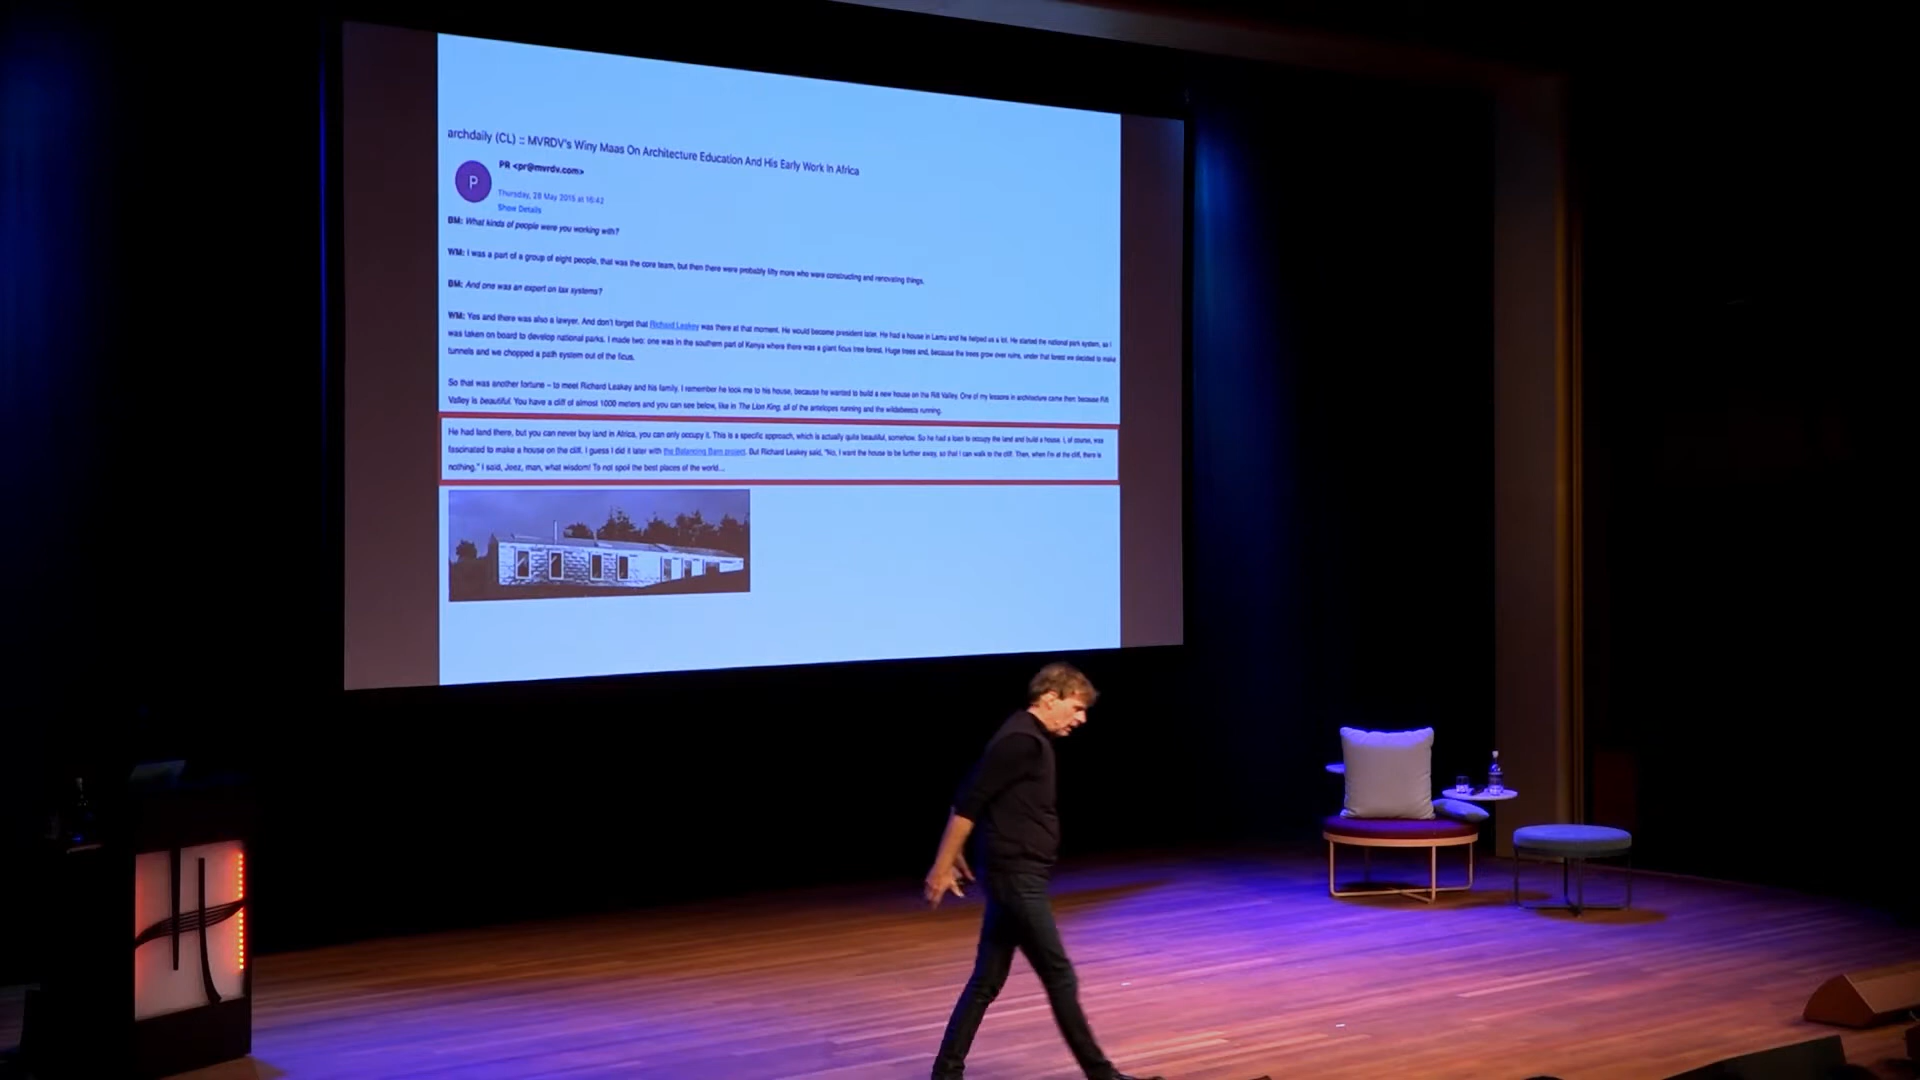 archdaily (CL) :: MVRDV's Winy Maas On Architecture Education And His Early Work In Africa
PR <pr@mvrdv.com>
P
Thursday, 28 May 2015 at 16:42
Show Details
BM: What kinds of people were you working with?
WM: I was a part of a group of eight people, that was the core team, but then there were probably fifty more who were constructing and renovating things.
BM: And one was an expert on tax systems?
WM: Yes and there was also a lawyer. And don't forget that Richard Leakey was there at that moment. He would become president later. He had a house in Lamu and he helped us a lot. He started the national park system, so I
was taken on board to develop national parks. I made two: one was in the southern part of Kenya where there was a giant ficus tree forest. Huge trees and, because the trees grow over ruins, under that forest we decided to make
tunnels and we chopped a path system out of the ficus.
So that was another fortune – to meet Richard Leakey and his family. I remember he took me to his house, because he wanted to build a new house on the Rift Valley. One of my lessons in architecture came then because Rift
Valley is beautiful. You have a cliff of almost 1000 meters and you can see below, like in The Lion King, all of the antelopes running and the wildebeests running.
He had land there, but you can never buy land in Africa, you can only occupy it. This is a specific approach, which is actually quite beautiful, somehow. So he had a loan to occupy the land and build a house. I, of course, was
fascinated to make a house on the cliff. I guess I did it later with the Balancing Barn project. But Richard Leakey said, "No, I want the house to be further away, so that I can walk to the cliff. Then, when I'm at the cliff, there is
nothing." I said, Jeez, man, what wisdom! To not spoil the best places of the world...